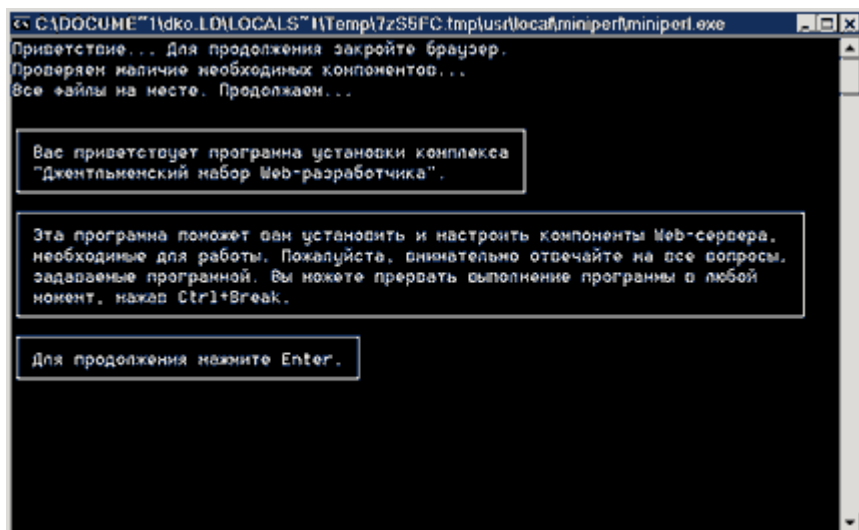 C:\DOCUME~1\dko.LD\LOCALS~1\Temp\7zS5FC.tmp\usr\local\miniperl\miniperl.exe
Приветствие... Для продолжения закройте браузер.
Проверяем наличие необходимых компонентов...
Все файлы на месте. Продолжаем...
Вас приветствует программа установки комплекса
"Джентльменский набор Web-разработчика".
Эта программа поможет вам установить и настроить компоненты Web-сервера,
необходимые для работы. Пожалуйста, внимательно отвечайте на все вопросы,
задаваемые программой. Вы можете прервать выполнение программы в любой
момент, нажав Ctrl+Break.
Для продолжения нажмите Enter.